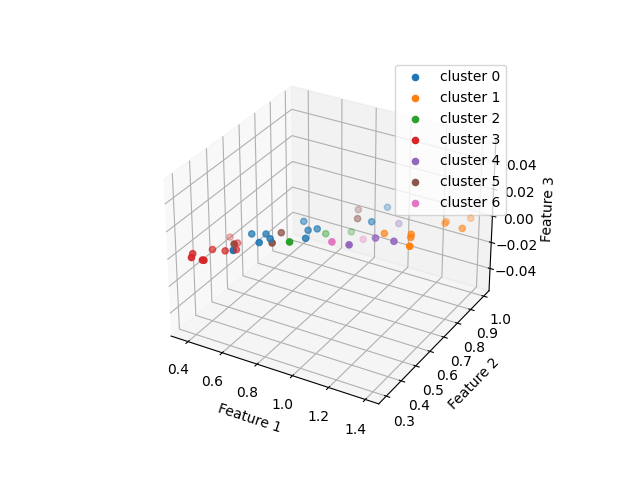 cluster 0
cluster 1
cluster 2
cluster 3
cluster 4
cluster 5
cluster 6
0.04
0.02
0.00
−0.02
−0.04
Feature 3
1.0
0.9
0.8
0.7
0.6
0.5
0.4
0.3
Feature 2
0.4
0.6
0.8
1.0
1.2
1.4
Feature 1